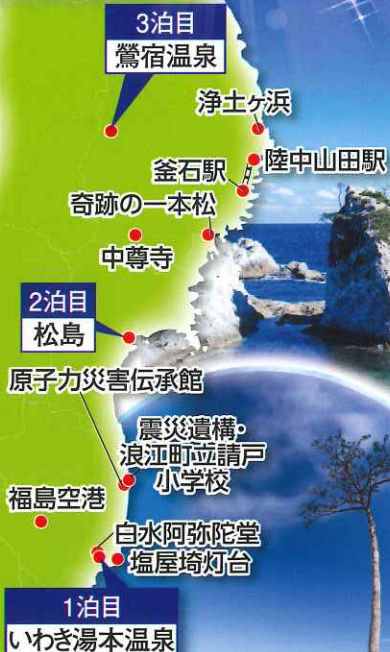 3泊目
鶯宿温泉
浄土ヶ浜
陸中山田駅
釜石駅
奇跡の一本松
中尊寺
2泊目
松島
原子力災害伝承館
震災遺構・
浪江町立請戸
小学校
福島空港
白水阿弥陀堂
塩屋埼灯台
1泊目
いわき湯本温泉